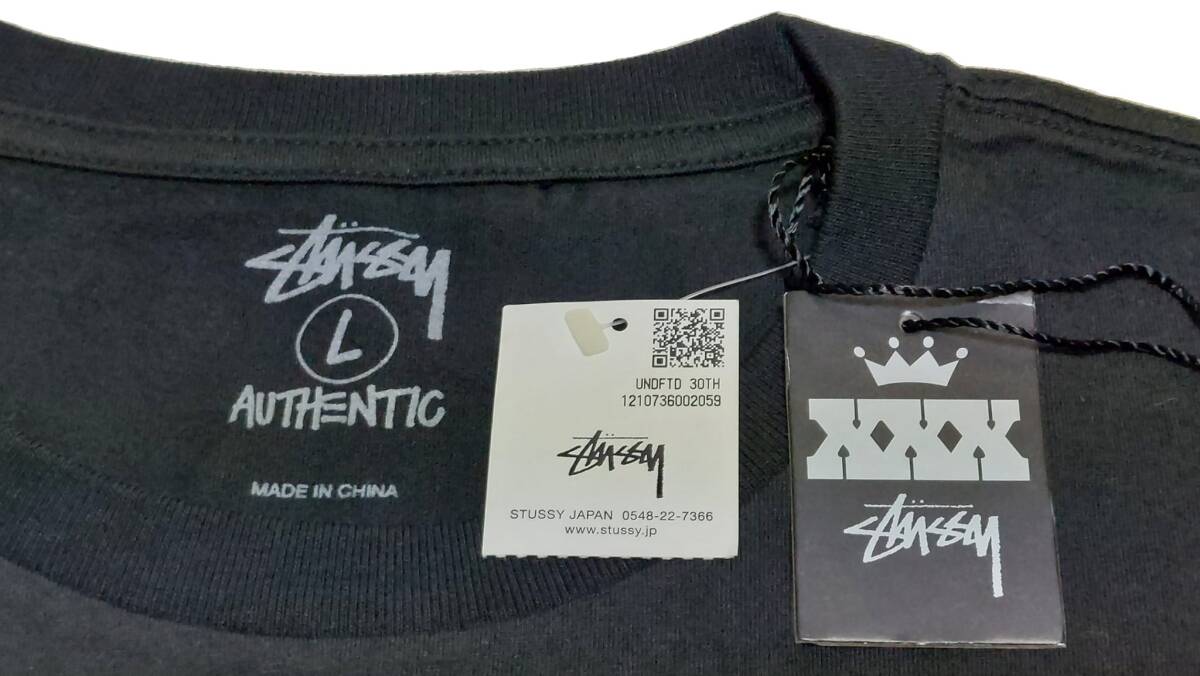 STÜSSY
L
AUTHENTIC
MADE IN CHINA
UNDFTD 30TH
1210736002059
STÜSSY
STUSSY JAPAN 0548-22-7366
www.stussy.jp
XXX
STÜSSY